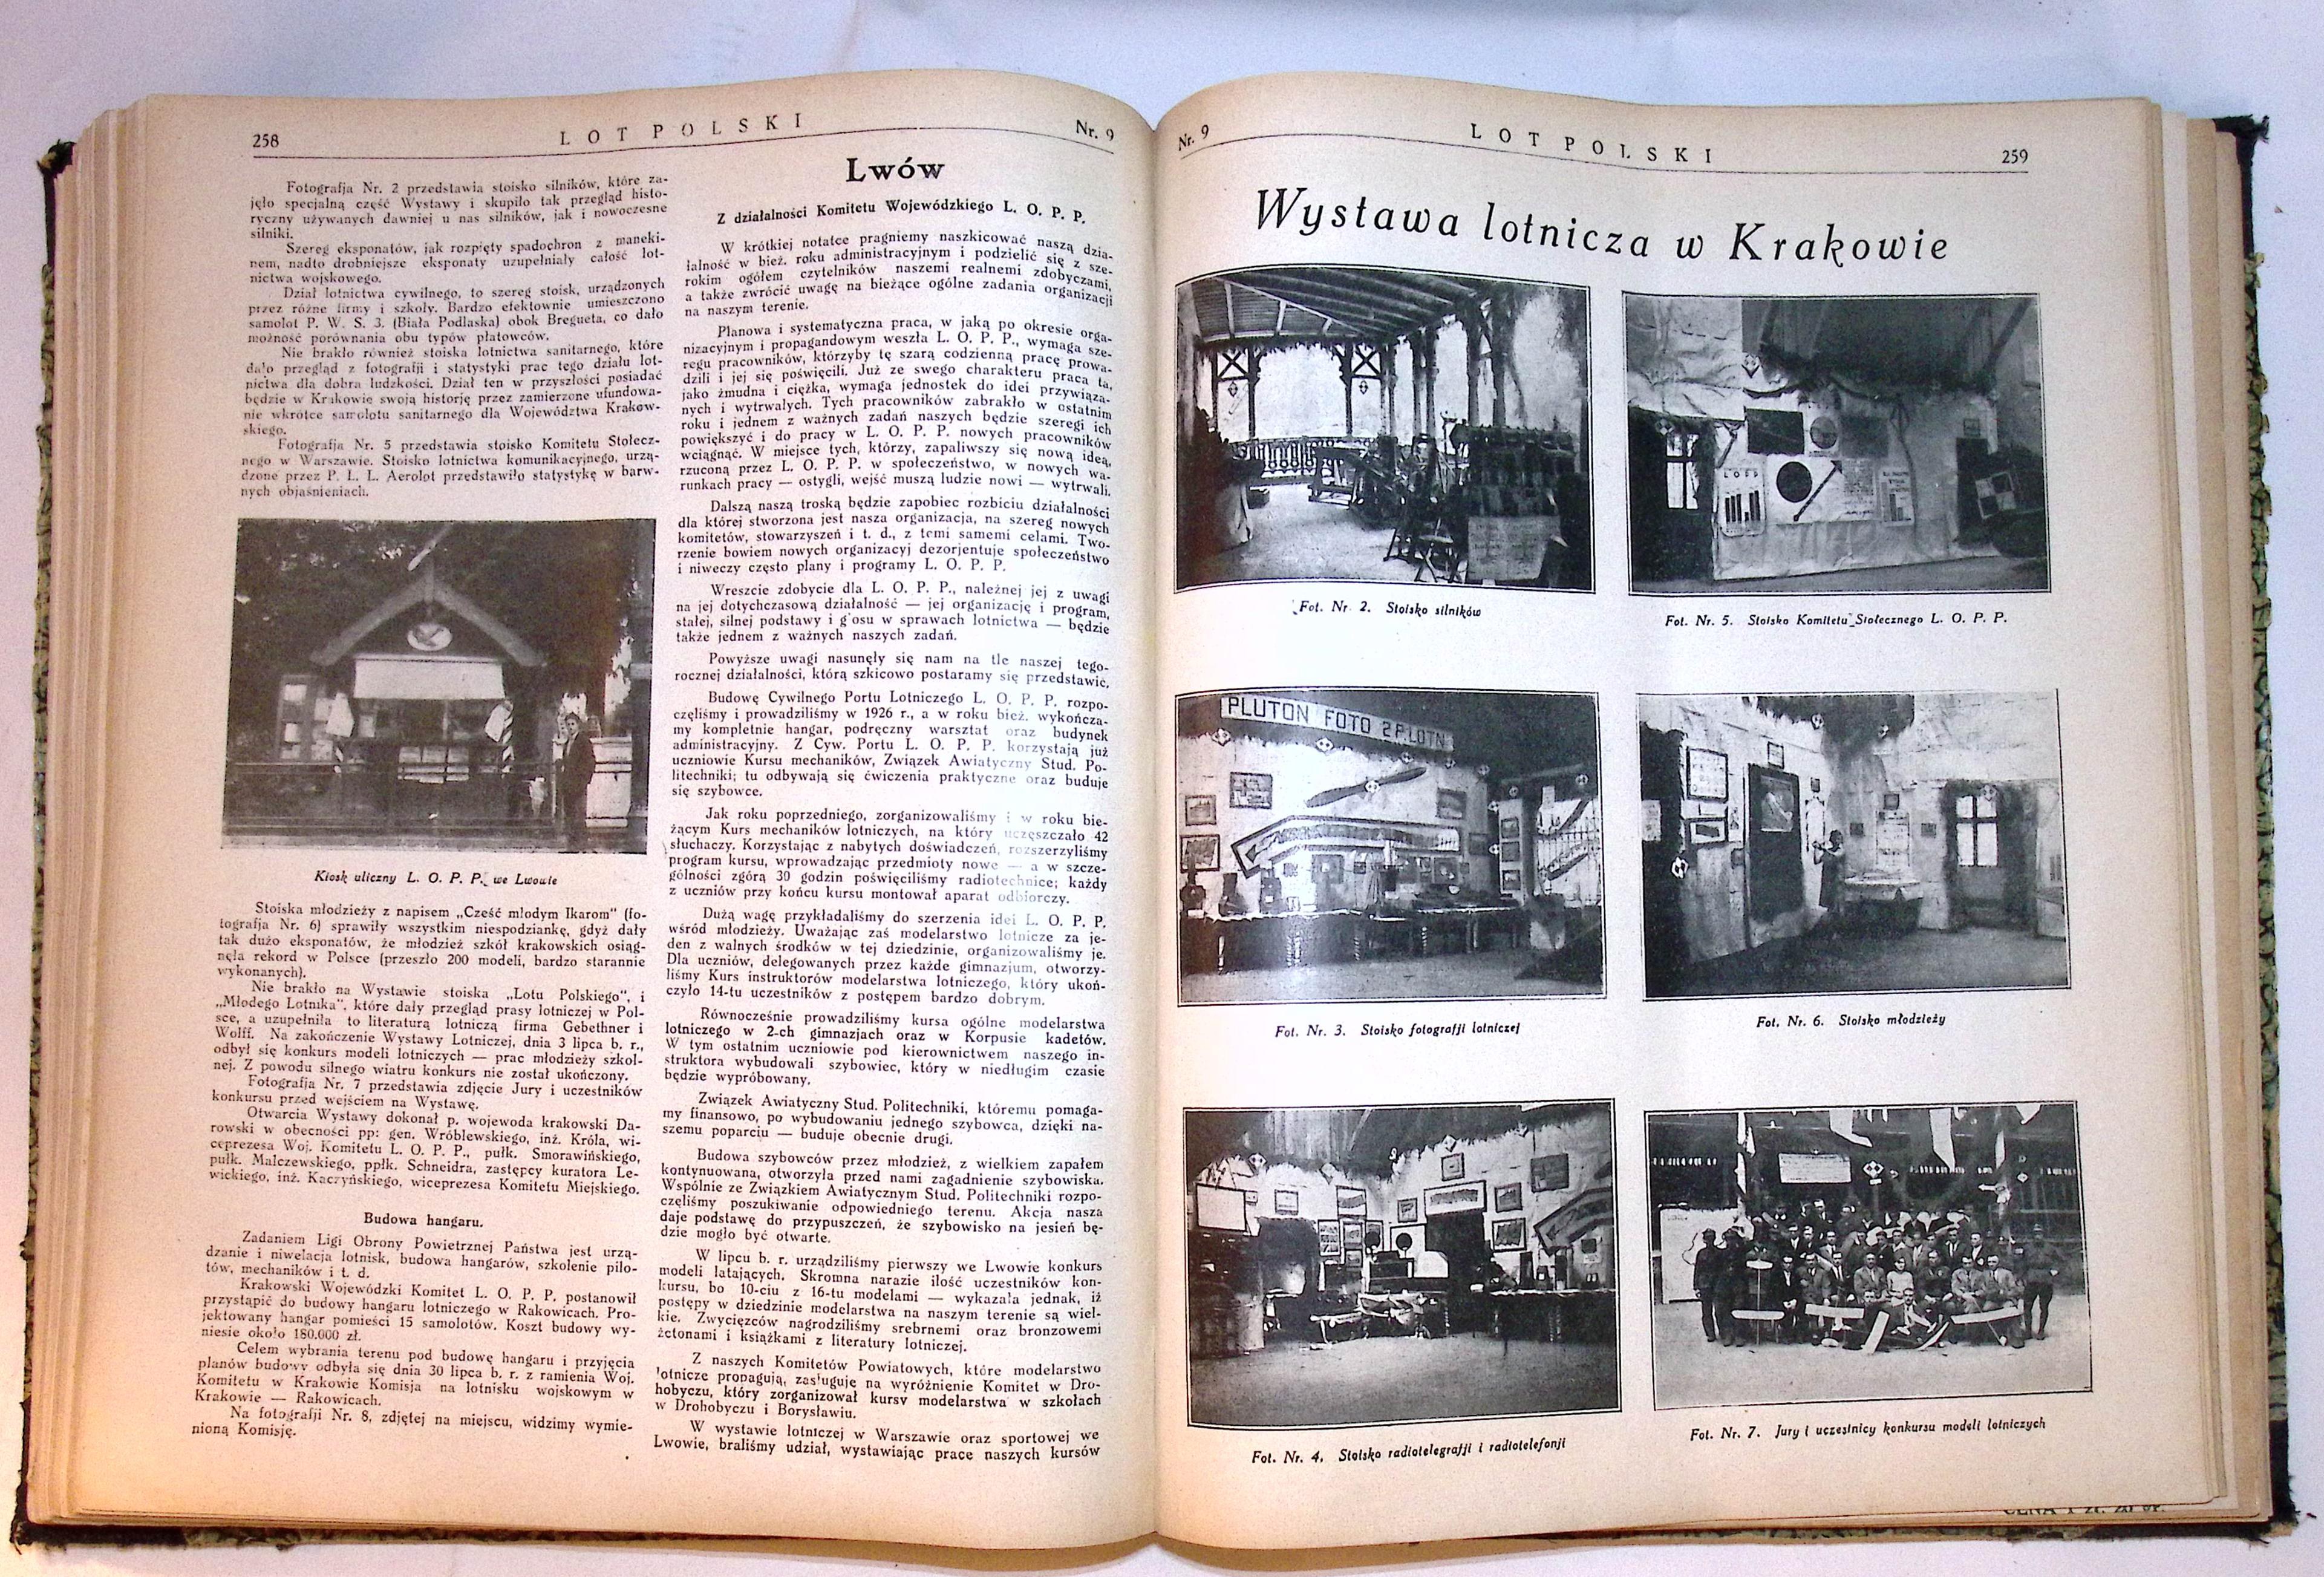 258
LOT POLSKI
Nr. 9
Fotografja Nr. 2 przedstawia stoisko silników, które za-
jęło specjalną część Wystawy i skupiło tak przegląd histo-
ryczny używanych dawniej u nas silników, jak i nowoczesne
silniki.
Szereg eksponatów, jak rozpięty spadochron z maneki-
nem, nadto drobniejsze eksponaty uzupełniały całość lot-
nictwa wojskowego.
Dział lotnictwa cywilnego, to szereg stoisk, urządzonych
przez różne firmy i szkoły. Bardzo efektownie umieszczono
samolot P. W. S. 3. (Biała Podlaska) obok Bregueta, co dało
możność porównania obu typów płatowców.
Nie brakło również stoiska lotnictwa sanitarnego, które
dało przegląd z fotografji i statystyki prac tego działu lot-
nictwa dla dobra ludzkości. Dział ten w przyszłości posiadać
będzie w Krakowie swoją historję przez zamierzone ufundowa-
nie wkrótce samolotu sanitarnego dla Województwa Krakow-
skiego.
Fotografja Nr. 5 przedstawia stoisko Komitetu Stołecz-
nego w Warszawie. Stoisko lotnictwa komunikacyjnego, urzą-
dzone przez P. L. L. Aerolot przedstawiło statystykę w barw-
nych objaśnieniach.
Kiosk uliczny L. O. P. P. we Lwowie
Stoiska młodzieży z napisem „Cześć młodym Ikarom" (fo-
tografja Nr. 6) sprawiły wszystkim niespodziankę, gdyż dały
tak dużo eksponatów, że młodzież szkół krakowskich osiąg-
nęła rekord w Polsce (przeszło 200 modeli, bardzo starannie
wykonanych).
Nie brakło na Wystawie stoiska „Lotu Polskiego", i
„Młodego Lotnika", które dały przegląd prasy lotniczej w Pol-
sce, a uzupełniła to literaturą lotniczą firma Gebethner i
Wolff. Na zakończenie Wystawy Lotniczej, dnia 3 lipca b. r.,
odbył się konkurs modeli lotniczych — prac młodzieży szkol-
nej. Z powodu silnego wiatru konkurs nie został ukończony.
Fotografja Nr. 7 przedstawia zdjęcie Jury i uczestników
konkursu przed wejściem na Wystawę.
Otwarcia Wystawy dokonał p. wojewoda krakowski Da-
rowski w obecności pp: gen. Wróblewskiego, inż. Króla, wi-
ceprezesa Woj. Komitetu L. O. P. P., pułk. Smorawińskiego,
pułk. Malczewskiego, ppłk. Schneidra, zastępcy kuratora Le-
wickiego, inż. Kaczyńskiego, wiceprezesa Komitetu Miejskiego.
Budowa hangaru.
Zadaniem Ligi Obrony Powietrznej Państwa jest urzą-
dzanie i niwelacja lotnisk, budowa hangarów, szkolenie pilo-
tów, mechaników i t. d.
Krakowski Wojewódzki Komitet L. O. P. P. postanowił
przystąpić do budowy hangaru lotniczego w Rakowicach. Pro-
jektowany hangar pomieści 15 samolotów. Koszt budowy wy-
niesie około 180.000 zł.
Celem wybrania terenu pod budowę hangaru i przyjęcia
planów budowy odbyła się dnia 30 lipca b. r. z ramienia Woj.
Komitetu w Krakowie Komisja na lotnisku wojskowym w
Krakowie — Rakowicach.
Na fotografji Nr. 8, zdjętej na miejscu, widzimy wymie-
nioną Komisję.
Lwów
Z działalności Komitetu Wojewódzkiego L. O. P. P.
W krótkiej notatce pragniemy naszkicować naszą dzia-
łalność w bież. roku administracyjnym i podzielić się z sze-
rokim ogółem czytelników naszemi realnemi zdobyczami,
a także zwrócić uwagę na bieżące ogólne zadania organizacji
na naszym terenie.
Planowa i systematyczna praca, w jaką po okresie orga-
nizacyjnym i propagandowym weszła L. O. P. P., wymaga sze-
regu pracowników, którzyby tę szarą codzienną pracę prowa-
dzili i jej się poświęcili. Już ze swego charakteru praca ta,
jako żmudna i ciężka, wymaga jednostek do idei przywiąza-
nych i wytrwałych. Tych pracowników zabrakło w ostatnim
roku i jednem z ważnych zadań naszych będzie szeregi ich
powiększyć i do pracy w L. O. P. P. nowych pracowników
wciągnąć. W miejsce tych, którzy, zapaliwszy się nową ideą,
rzuconą przez L. O. P. P. w społeczeństwo, w nowych wa-
runkach pracy — ostygli, wejść muszą ludzie nowi — wytrwali.
Dalszą naszą troską będzie zapobiec rozbiciu działalności
dla której stworzona jest nasza organizacja, na szereg nowych
komitetów, stowarzyszeń i t. d., z temi samemi celami. Two-
rzenie bowiem nowych organizacyj dezorjentuje społeczeństwo
i niweczy często plany i programy L. O. P. P.
Wreszcie zdobycie dla L. O. P. P., należnej jej z uwagi
na jej dotychczasową działalność — jej organizację i program,
stałej, silnej podstawy i głosu w sprawach lotnictwa — będzie
także jednem z ważnych naszych zadań.
Powyższe uwagi nasunęły się nam na tle naszej tego-
rocznej działalności, którą szkicowo postaramy się przedstawić.
Budowę Cywilnego Portu Lotniczego L. O. P. P. rozpo-
częliśmy i prowadziliśmy w 1926 r., a w roku bież. wykończa-
my kompletnie hangar, podręczny warsztat oraz budynek
administracyjny. Z Cyw. Portu L. O. P. P. korzystają już
uczniowie Kursu mechaników, Związek Awiatyczny Stud. Po-
litechniki; tu odbywają się ćwiczenia praktyczne oraz buduje
się szybowce.
Jak roku poprzedniego, zorganizowaliśmy i w roku bie-
żącym Kurs mechaników lotniczych, na który uczęszczało 42
słuchaczy. Korzystając z nabytych doświadczeń, rozszerzyliśmy
program kursu, wprowadzając przedmioty nowe — a w szcze-
gólności zgórą 30 godzin poświęciliśmy radiotechnice; każdy
z uczniów przy końcu kursu montował aparat odbiorczy.
Dużą wagę przykładaliśmy do szerzenia idei L. O. P. P.
wśród młodzieży. Uważając zaś modelarstwo lotnicze za je-
den z walnych środków w tej dziedzinie, organizowaliśmy je.
Dla uczniów, delegowanych przez każde gimnazjum, otworzy-
liśmy Kurs instruktorów modelarstwa lotniczego, który ukoń-
czyło 14-tu uczestników z postępem bardzo dobrym.
Równocześnie prowadziliśmy kursa ogólne modelarstwa
lotniczego w 2-ch gimnazjach oraz w Korpusie kadetów.
W tym ostatnim uczniowie pod kierownictwem naszego in-
struktora wybudowali szybowiec, który w niedługim czasie
będzie wypróbowany.
Związek Awiatyczny Stud. Politechniki, któremu pomaga-
my finansowo, po wybudowaniu jednego szybowca, dzięki na-
szemu poparciu — buduje obecnie drugi.
Budowa szybowców przez młodzież, z wielkiem zapałem
kontynuowana, otworzyła przed nami zagadnienie szybowiska.
Wspólnie ze Związkiem Awiatycznym Stud. Politechniki rozpo-
częliśmy poszukiwanie odpowiedniego terenu. Akcja nasza
daje podstawę do przypuszczeń, że szybowisko na jesień bę-
dzie mogło być otwarte.
W lipcu b. r. urządziliśmy pierwszy we Lwowie konkurs
modeli latających. Skromna narazie ilość uczestników kon-
kursu, bo 10-ciu z 16-tu modelami — wykazała jednak, iż
postępy w dziedzinie modelarstwa na naszym terenie są wiel-
kie. Zwycięzców nagrodziliśmy srebrnemi oraz bronzowemi
żetonami i książkami z literatury lotniczej.
Z naszych Komitetów Powiatowych, które modelarstwo
lotnicze propagują, zasługuje na wyróżnienie Komitet w Dro-
hobyczu, który zorganizował kursy modelarstwa w szkołach
w Drohobyczu i Borysławiu.
W wystawie lotniczej w Warszawie oraz sportowej we
Lwowie, braliśmy udział, wystawiając prace naszych kursów
Nr. 9
LOT POLSKI
259
Wystawa lotnicza w Krakowie
Fot. Nr. 2. Stoisko silników
LOPP
Fot. Nr. 5. Stoisko Komitetu Stołecznego L. O. P. P.
PLUTON FOTO 2 P. LOTN
Fot. Nr. 3. Stoisko fotografji lotniczej
Fot. Nr. 6. Stoisko młodzieży
Fot. Nr. 4. Stoisko radiotelegrafji i radiotelefonji
Fot. Nr. 7. Jury i uczestnicy konkursu modeli lotniczych
CENA 1 zł.